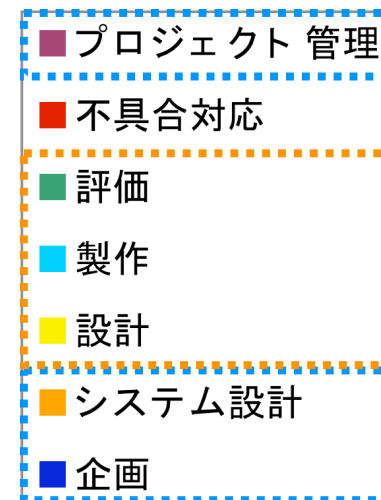 プロジェクト 管理
不具合対応
評価
製作
設計
システム設計
企画